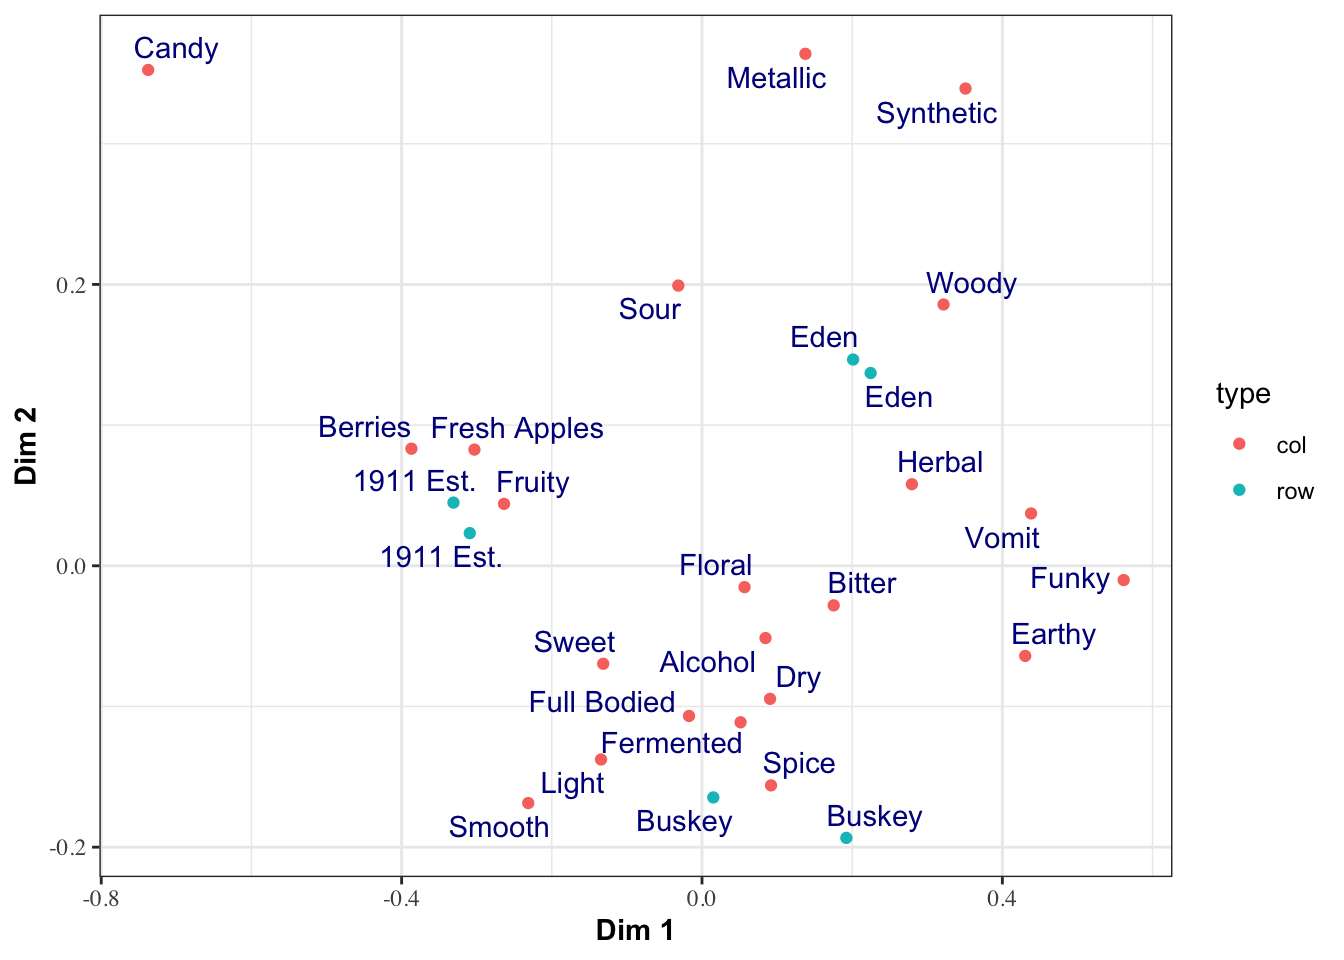 Candy
Metallic
Synthetic
Woody
Sour
Eden
Eden
Berries
Fresh Apples
1911 Est.
Fruity
1911 Est.
Herbal
Vomit
Floral
Bitter
Funky
Sweet
Alcohol
Earthy
Dry
Full Bodied
Fermented
Light
Spice
Smooth
Buskey
Buskey
0.2
0.0
-0.2
-0.8
-0.4
0.0
0.4
Dim 1
Dim 2
type
col
row